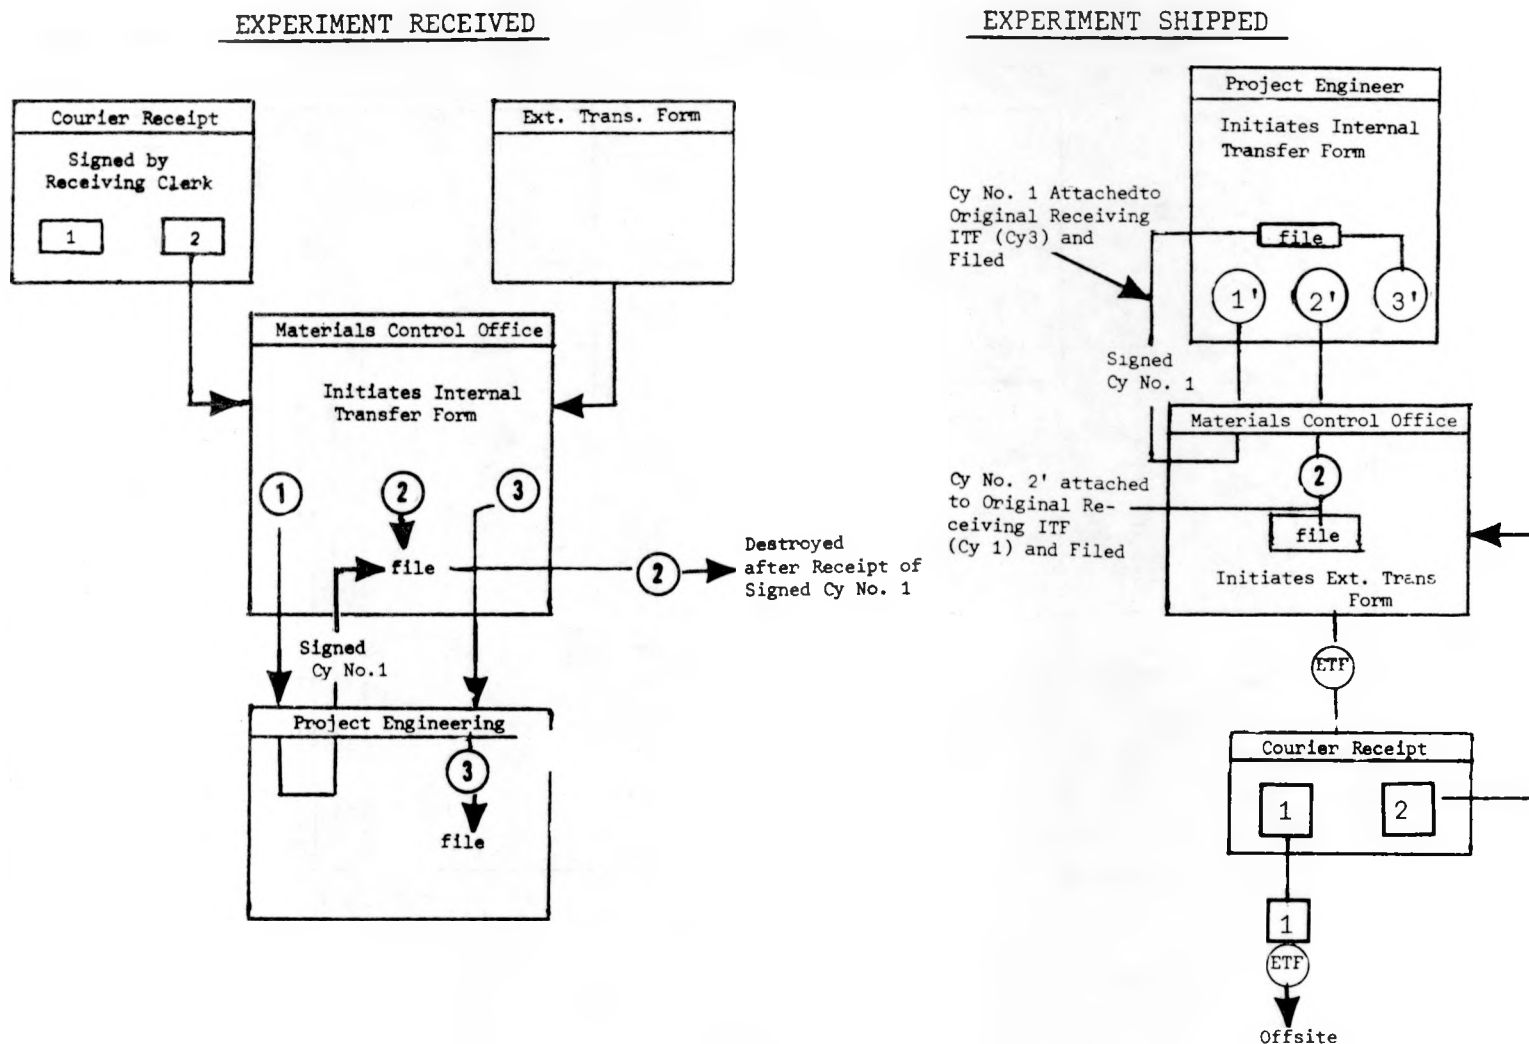 EXPERIMENT RECEIVED
Courier Receipt
Signed by
Receiving Clerk
1
2
Ext. Trans. Form
Materials Control Office
Initiates Internal
Transfer Form
1
2
3
file
2
Destroyed
after Receipt of
Signed Cy No. 1
Signed
Cy No.1
Project Engineering
3
file
EXPERIMENT SHIPPED
Project Engineer
Initiates Internal
Transfer Form
file
1'
2'
3'
Cy No. 1 Attachedto
Original Receiving
ITF (Cy3) and
Filed
Signed
Cy No. 1
Materials Control Office
2
file
Cy No. 2' attached
to Original Re-
ceiving ITF
(Cy 1) and Filed
Initiates Ext. Trans
Form
ETF
Courier Receipt
1
2
1
ETF
Offsite